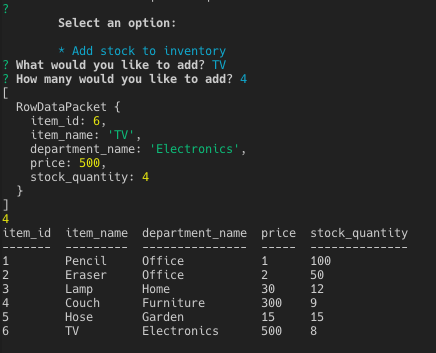 ?
Select an option:
* Add stock to inventory
? What would you like to add? TV
? How many would you like to add? 4
[
  RowDataPacket {
    item_id: 6,
    item_name: 'TV',
    department_name: 'Electronics',
    price: 500,
    stock_quantity: 4
  }
]
4
item_id  item_name  department_name  price  stock_quantity
-------  ---------  ---------------  -----  --------------
1        Pencil     Office           1      100
2        Eraser     Office           2      50
3        Lamp       Home             30     12
4        Couch      Furniture        300    9
5        Hose       Garden           15     15
6        TV         Electronics      500    8